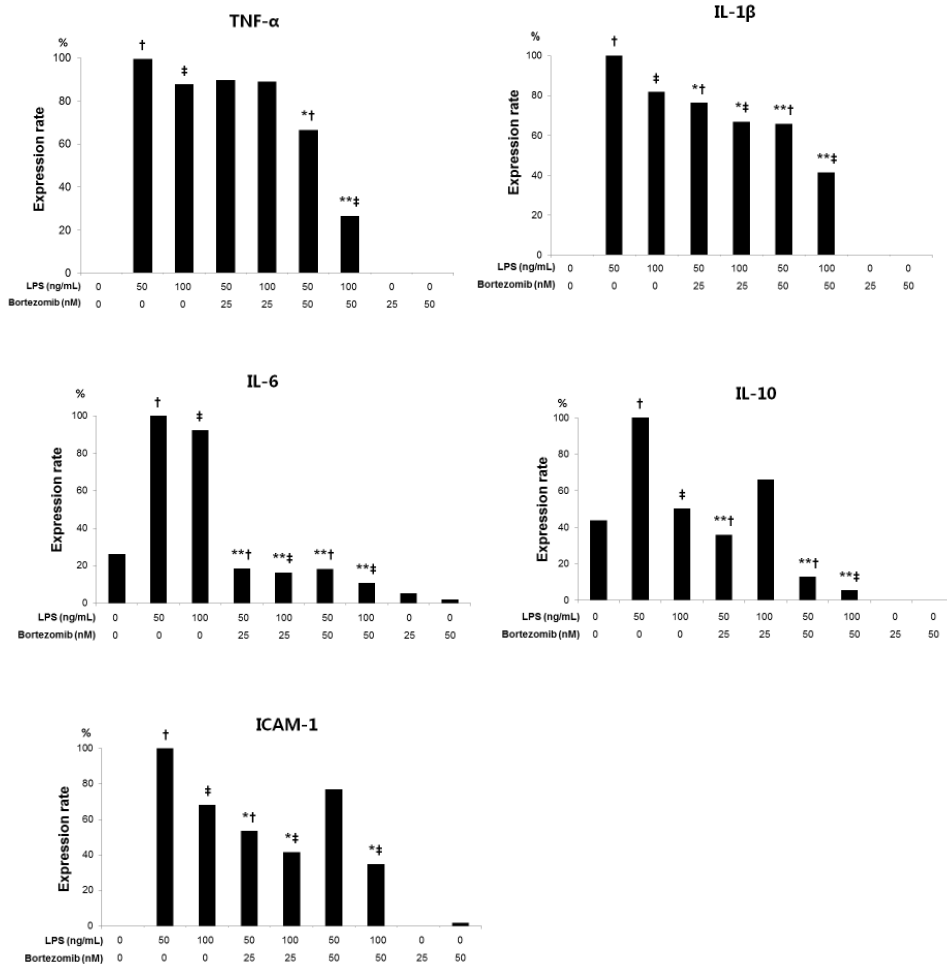 TNF-α
%
Expression rate
100
80
60
40
20
0
† ‡ *† **‡
LPS (ng/mL) 0 50 100 50 100 50 100 0 0
Bortezomib (nM) 0 0 0 25 25 50 50 25 50
IL-1β
%
Expression rate
100
80
60
40
20
0
† ‡ *† *‡ **† **‡
LPS (ng/mL) 0 50 100 50 100 50 100 0 0
Bortezomib (nM) 0 0 0 25 25 50 50 25 50
IL-6
%
Expression rate
100
80
60
40
20
0
† ‡ **† **‡ **† **‡
LPS (ng/mL) 0 50 100 50 100 50 100 0 0
Bortezomib (nM) 0 0 0 25 25 50 50 25 50
IL-10
%
Expression rate
100
80
60
40
20
0
† ‡ **† **† **‡
LPS (ng/mL) 0 50 100 50 100 50 100 0 0
Bortezomib (nM) 0 0 0 25 25 50 50 25 50
ICAM-1
%
Expression rate
100
80
60
40
20
0
† ‡ *† *‡ *‡
LPS (ng/mL) 0 50 100 50 100 50 100 0 0
Bortezomib (nM) 0 0 0 25 25 50 50 25 50